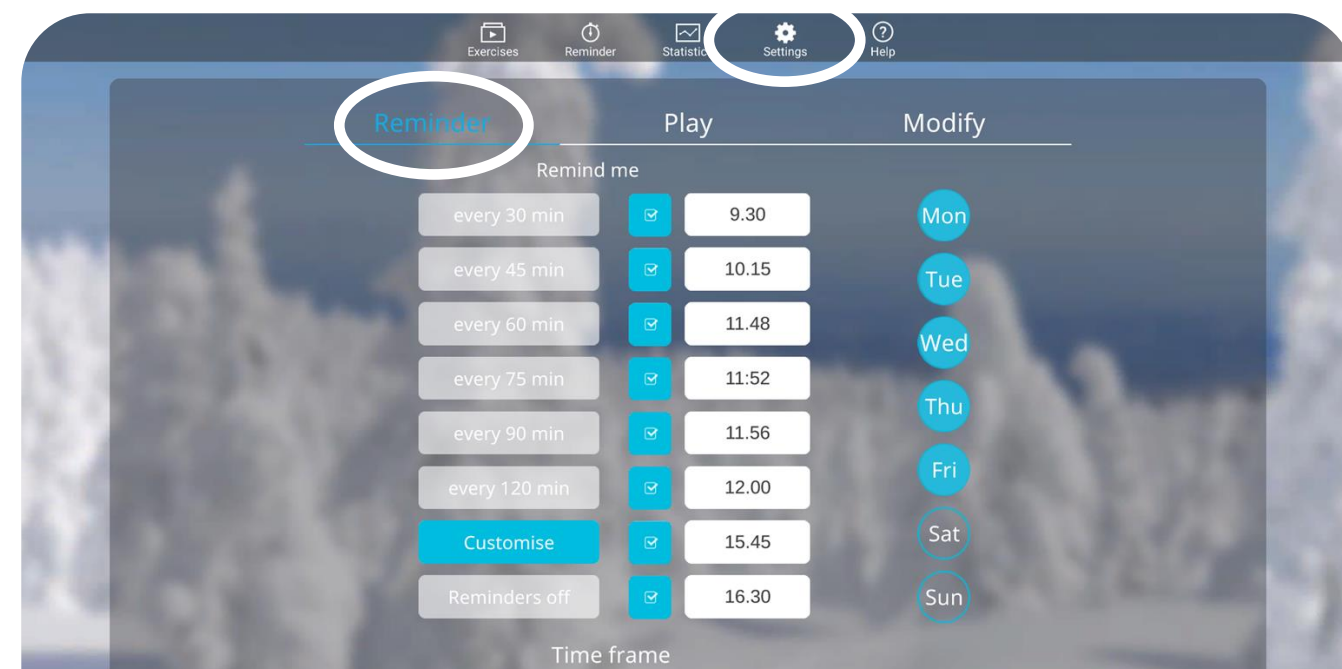 Exercises Reminder Statistic Settings Help
Reminder Play Modify
Remind me
every 30 min 9.30 Mon
every 45 min 10.15 Tue
every 60 min 11.48 Wed
every 75 min 11:52 Thu
every 90 min 11.56 Fri
every 120 min 12.00
Customise 15.45 Sat
Reminders off 16.30 Sun
Time frame